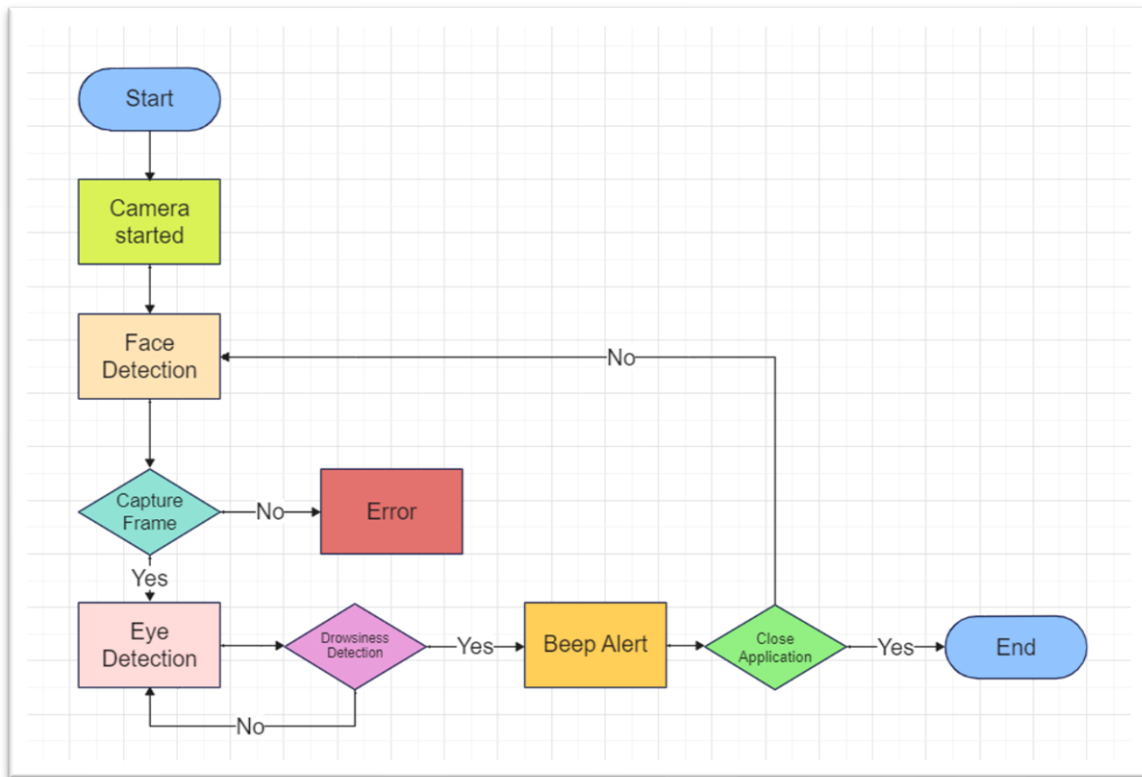 Start
Camera
started
Face
Detection
No
Capture
Frame
No
Error
Yes
Eye
Detection
Drowsiness
Detection
Yes
Beep Alert
Close
Application
Yes
End
No